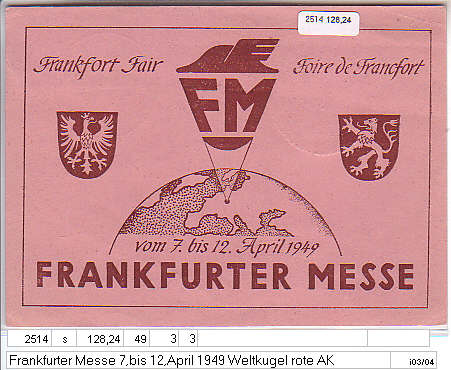 2514 128,24
Frankfort Fair
Foire de Francfort
FM
vom 7. bis 12. April 1949
FRANKFURTER MESSE
2514 s 128,24 49 3 3
Frankfurter Messe 7,bis 12,April 1949 Weltkugel rote AK
i03/04